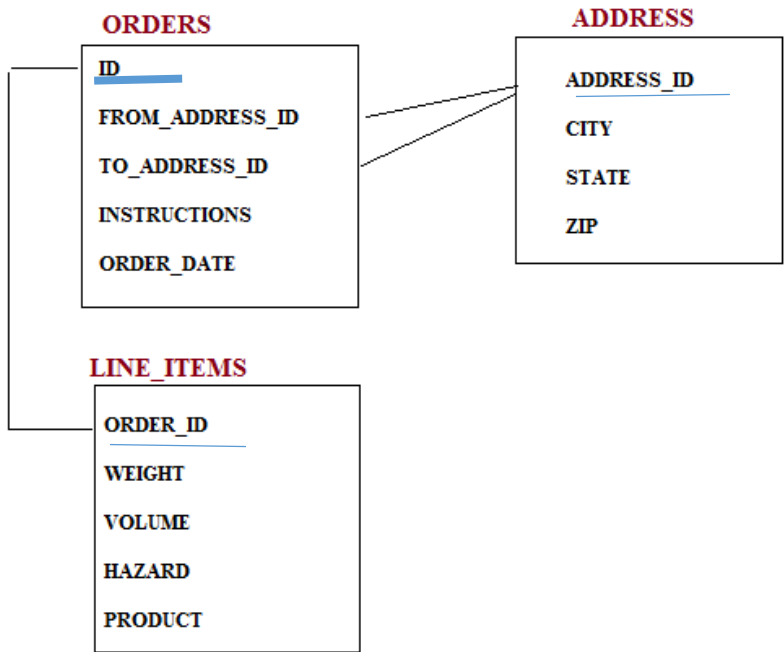 ORDERS
ID
FROM_ADDRESS_ID
TO_ADDRESS_ID
INSTRUCTIONS
ORDER_DATE
ADDRESS
ADDRESS_ID
CITY
STATE
ZIP
LINE_ITEMS
ORDER_ID
WEIGHT
VOLUME
HAZARD
PRODUCT